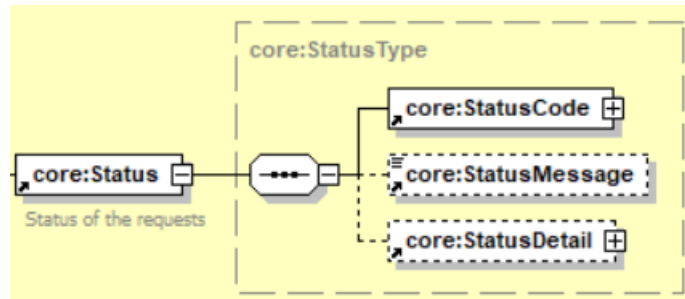 core:StatusType
core:StatusCode
core:Status
core:StatusMessage
Status of the requests
core:StatusDetail